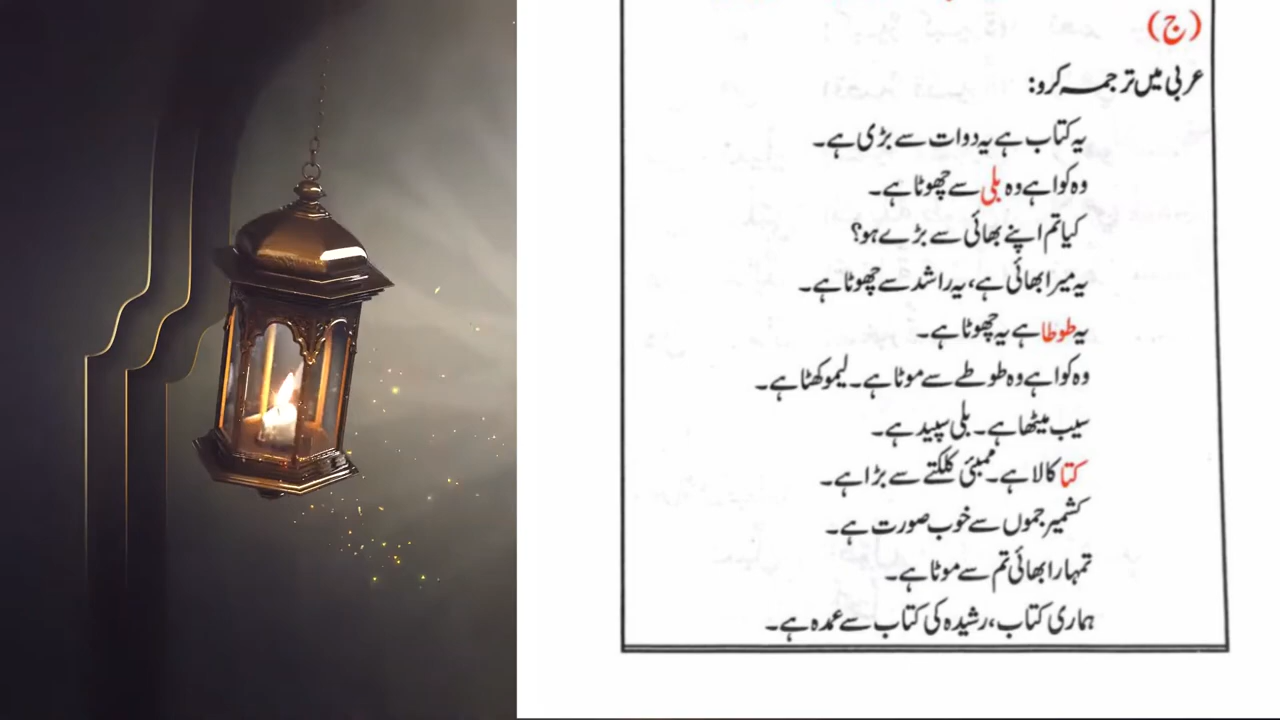 (ج)
عربی میں ترجمہ کرو:
یہ کتاب ہے یہ دوات سے بڑی ہے۔
وہ کوا ہے وہ بلی سے چھوٹا ہے۔
کیا تم اپنے بھائی سے بڑے ہو؟
یہ میرا بھائی ہے، یہ راشد سے چھوٹا ہے۔
یہ طوطا ہے یہ چھوٹا ہے۔
وہ کوا ہے وہ طوطے سے موٹا ہے۔ لیمو کھٹا ہے۔
سیب میٹھا ہے۔ بلی سپید ہے۔
کتا کالا ہے۔ ممبئی کلکتے سے بڑا ہے۔
کشمیر جموں سے خوب صورت ہے۔
تمہارا بھائی تم سے موٹا ہے۔
ہماری کتاب، رشیدہ کی کتاب سے عمدہ ہے۔